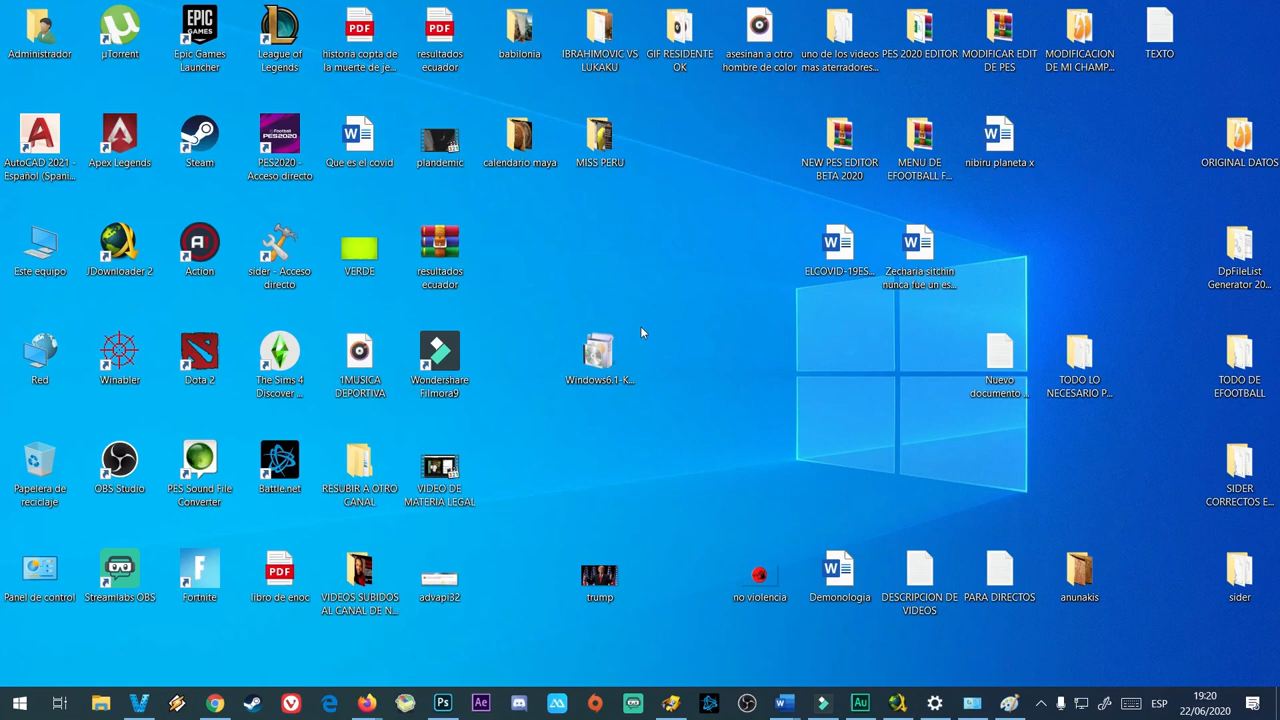 Administrador
µTorrent
Epic Games
Launcher
League of
Legends
historia copta de
la muerte de je...
resultados
ecuador
babilonia
IBRAHIMOVIC VS
LUKAKU
GIF RESIDENTE
OK
asesinan a otro
hombre de color
uno de los videos
mas aterradores...
PES 2020 EDITOR
MODIFICAR EDIT
DE PES
MODIFICACION
DE MI CHAMP...
TEXTO
AutoCAD 2021 -
Español (Spani...
Apex Legends
Steam
PES2020 -
Acceso directo
Que es el covid
plandemic
calendario maya
MISS PERU
NEW PES EDITOR
BETA 2020
MENU DE
EFOOTBALL F...
nibiru planeta x
ORIGINAL DATOS
Este equipo
JDownloader 2
Action
sider - Acceso
directo
VERDE
resultados
ecuador
ELCOVID-19ES...
Zecharia sitchin
nunca fue un es...
DpFileList
Generator 20...
Red
Winabler
Dota 2
The Sims 4
Discover ...
1MUSICA
DEPORTIVA
Wondershare
Filmora9
Windows6.1-K...
Nuevo
documento ...
TODO LO
NECESARIO P...
TODO DE
EFOOTBALL
Papelera de
reciclaje
OBS Studio
PES Sound File
Converter
Battle.net
RESUBIR A OTRO
CANAL
VIDEO DE
MATERIA LEGAL
SIDER
CORRECTOS E...
Panel de control
Streamlabs OBS
Fortnite
libro de enoc
VIDEOS SUBIDOS
AL CANAL DE N...
advapi32
trump
no violencia
Demonologia
DESCRIPCION DE
VIDEOS
PARA DIRECTOS
anunakis
sider
ESP
19:20
22/06/2020